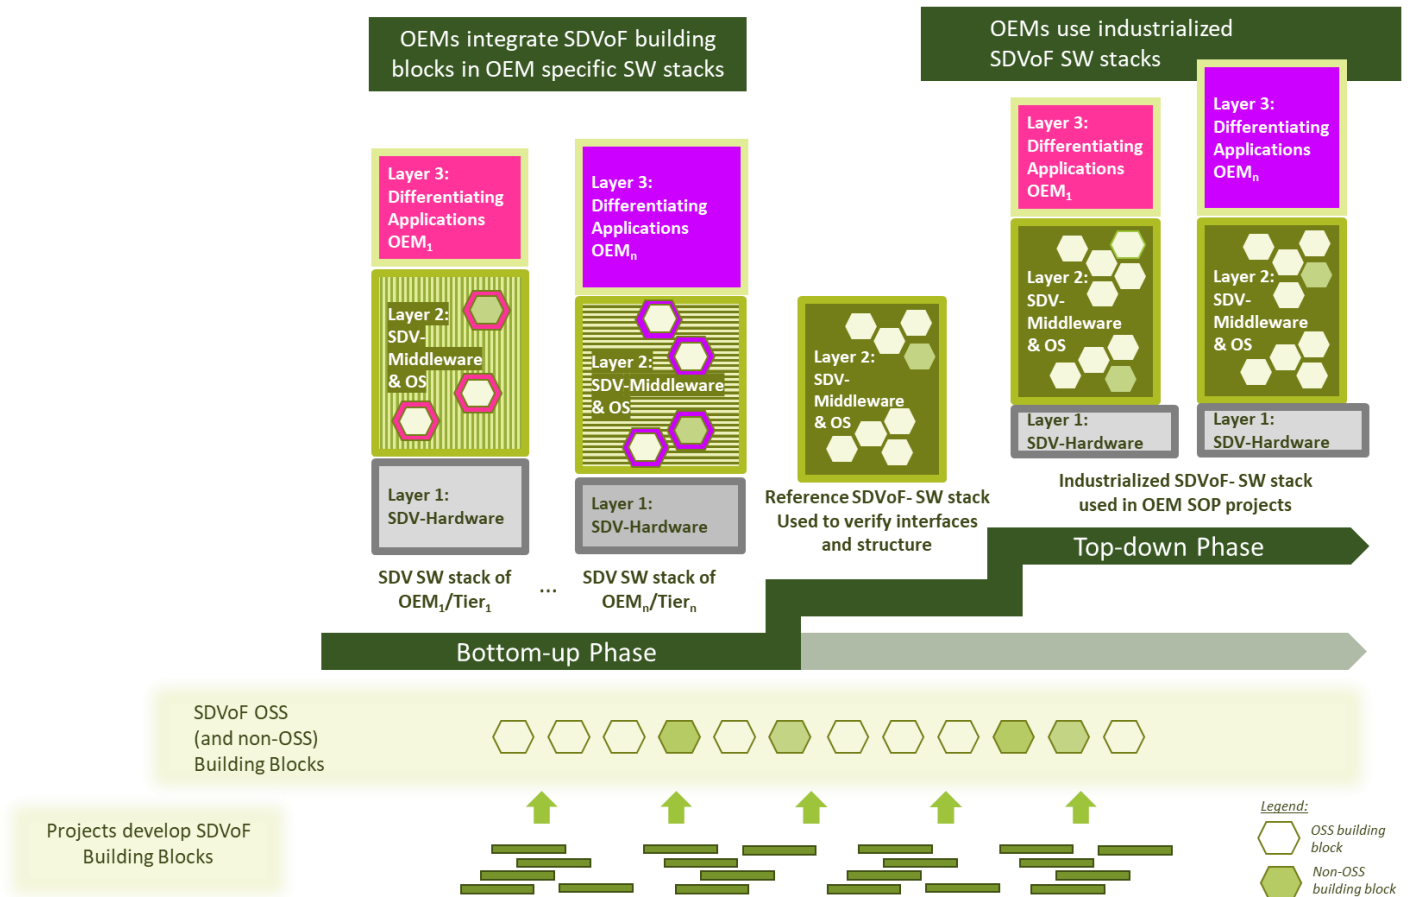 OEMs integrate SDVoF building
blocks in OEM specific SW stacks
OEMs use industrialized
SDVoF SW stacks
Layer 3:
Differentiating
Applications
OEM1
Layer 2:
SDV-
Middleware
& OS
Layer 1:
SDV-Hardware
SDV SW stack of
OEM1/Tier1
...
Layer 3:
Differentiating
Applications
OEMn
Layer 2:
SDV-Middleware
& OS
Layer 1:
SDV-Hardware
SDV SW stack of
OEMn/Tiern
Layer 2:
SDV-
Middleware
& OS
Reference SDVoF- SW stack
Used to verify interfaces
and structure
Layer 3:
Differentiating
Applications
OEM1
Layer 2:
SDV-
Middleware
& OS
Layer 1:
SDV-Hardware
Layer 3:
Differentiating
Applications
OEMn
Layer 2:
SDV-
Middleware
& OS
Layer 1:
SDV-Hardware
Industrialized SDVoF- SW stack
used in OEM SOP projects
Top-down Phase
Bottom-up Phase
SDVoF OSS
(and non-OSS)
Building Blocks
Projects develop SDVoF
Building Blocks
Legend:
OSS building
block
Non-OSS
building block